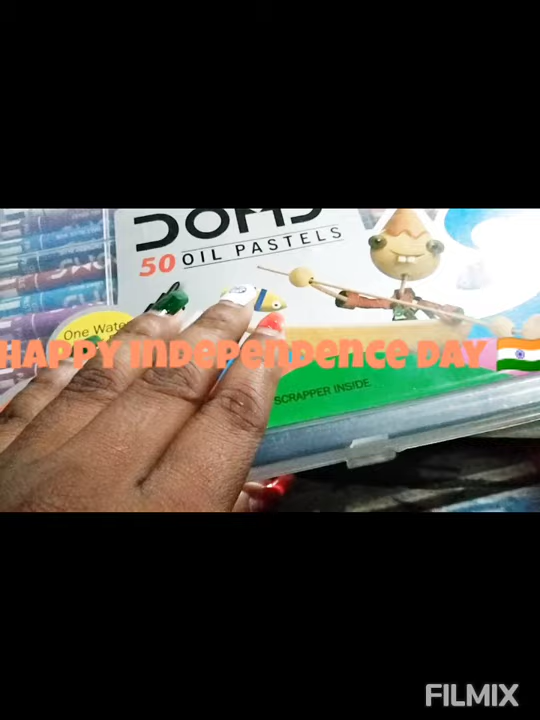 DOMS
50 OIL PASTELS
One Wate
HAPPY INDEPENDENCE DAY 🇮🇳
SCRAPPER INSIDE
FILMIX